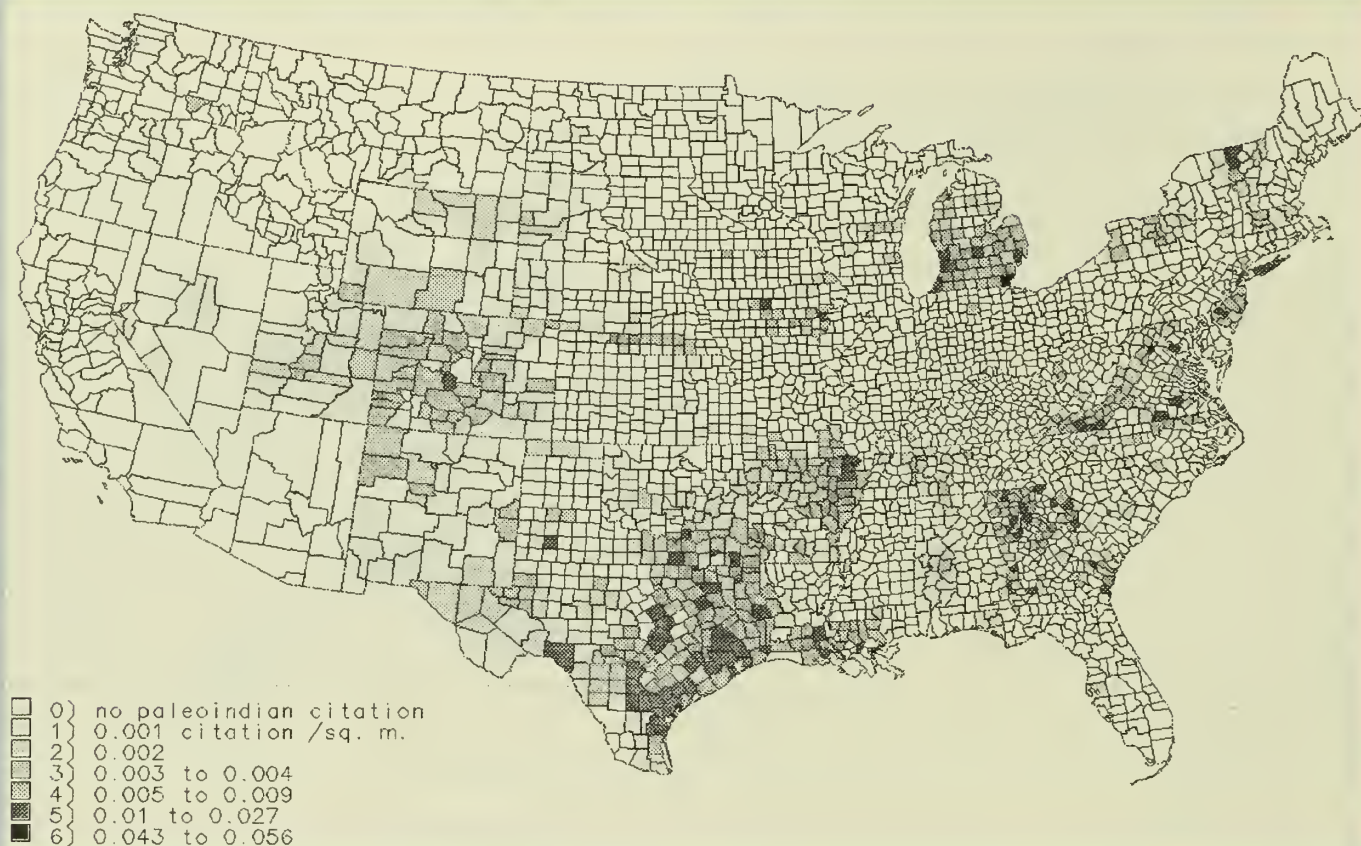 0) no paleoindian citation
1) 0.001 citation /sq. m.
2) 0.002
3) 0.003 to 0.004
4) 0.005 to 0.009
5) 0.01 to 0.027
6) 0.043 to 0.056